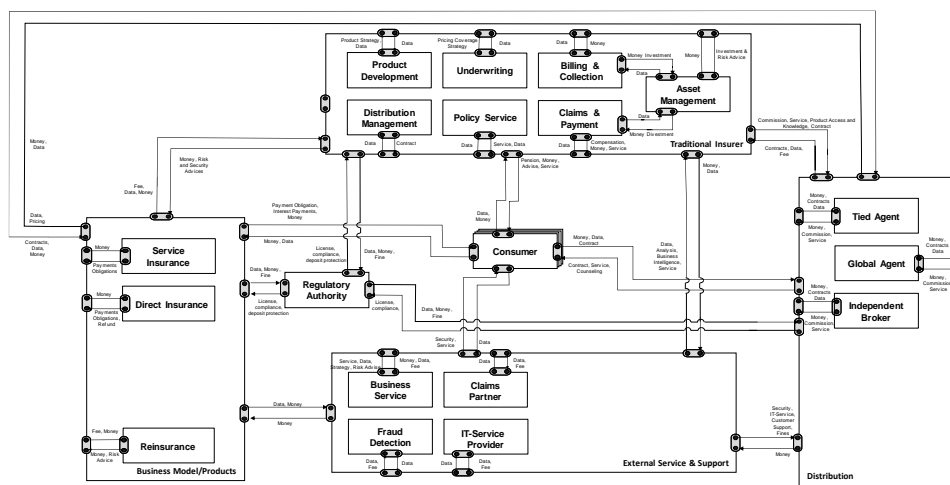 Product Strategy,
Data
Data
Pricing Coverage
Strategy
Data
Data
Money
Money
Investment &
Risk Advice
Product
Development
Underwriting
Billing &
Collection
Money Investment
Data
Asset
Management
Distribution
Management
Policy Service
Claims &
Payment
Data
Money Divestment
Data
Contract
Data
Service, Data
Data
Compensation,
Money, Service
Traditional Insurer
Commission, Service, Product Access and
Knowledge, Contract
Contracts, Data,
Fee
Money,
Data
Money, Risk
and Security
Advices
Fee,
Data, Money
Pension, Money,
Advise, Service
Money,
Data
Data,
Pricing
Contracts,
Data,
Money
Payment Obligation,
Interest Payments,
Money
Money, Data
Data,
Money
Consumer
Money, Data,
Contract
Contract, Service,
Counseling
Data,
Analysis,
Business
Intelligence,
Service
Money,
Contracts
Data
Tied Agent
Money,
Commission,
Service
Global Agent
Money,
Contracts
Data
Money,
Commission
Service
Money
Service
Insurance
Payments
Obligations
License,
compliance,
deposit protection
Data, Money,
Fine
Data, Money,
Fine
Regulatory
Authority
License,
compliance,
deposit protection
Data, Money,
Fine
License,
compliance,
Money
Direct Insurance
Payments
Obligations,
Refund
Money,
Contracts
Data
Independent
Broker
Money,
Commission,
Service
Security,
Service
Data
Service, Data,
Strategy, Risk Advise
Money, Data,
Fee
Data
Data,
Fee
Business
Service
Claims
Partner
Data, Money
Money
Fraud
Detection
IT-Service
Provider
Data,
Fee
Data
Data
Data,
Fee
External Service & Support
Security,
IT-Service,
Customer
Support,
Fines
Money
Fee, Money
Reinsurance
Money, Risk
Advice
Business Model/Products
Distribution